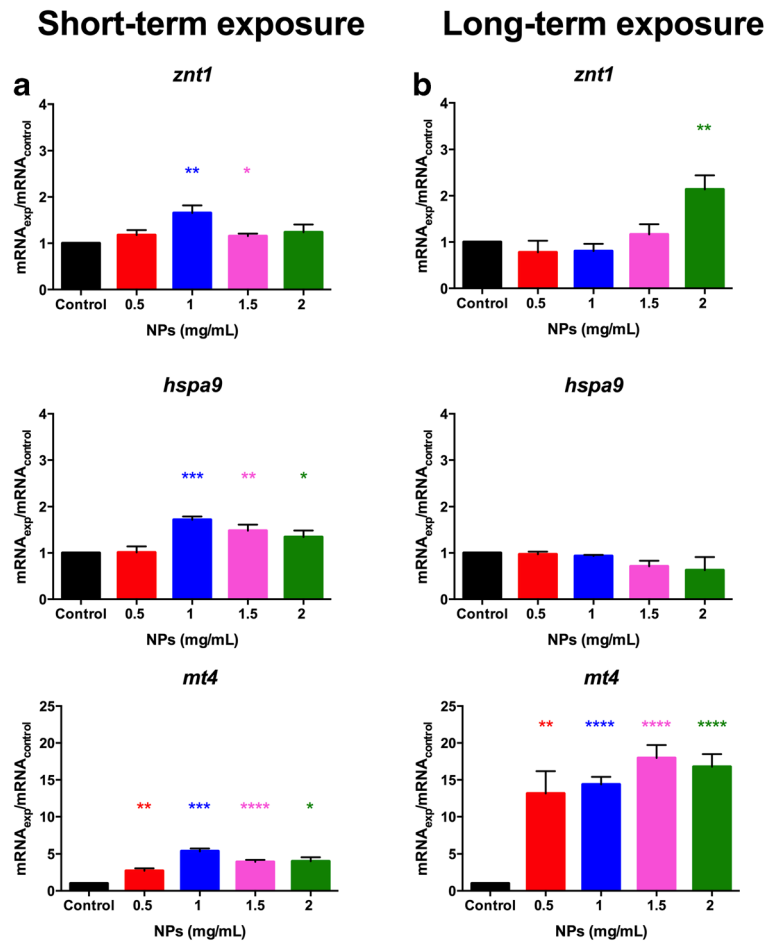 Short-term exposure
Long-term exposure
a
znt1
mRNAexp/mRNAcontrol
4
3
2
1
0
** *
Control 0.5 1 1.5 2
NPs (mg/mL)
b
znt1
mRNAexp/mRNAcontrol
4
3
2
1
0
**
Control 0.5 1 1.5 2
NPs (mg/mL)
hspa9
mRNAexp/mRNAcontrol
4
3
2
1
0
*** ** *
Control 0.5 1 1.5 2
NPs (mg/mL)
hspa9
mRNAexp/mRNAcontrol
4
3
2
1
0
Control 0.5 1 1.5 2
NPs (mg/mL)
mt4
mRNAexp/mRNAcontrol
25
20
15
10
5
0
** *** **** *
Control 0.5 1 1.5 2
NPs (mg/mL)
mt4
mRNAexp/mRNAcontrol
25
20
15
10
5
0
** **** **** ****
Control 0.5 1 1.5 2
NPs (mg/mL)